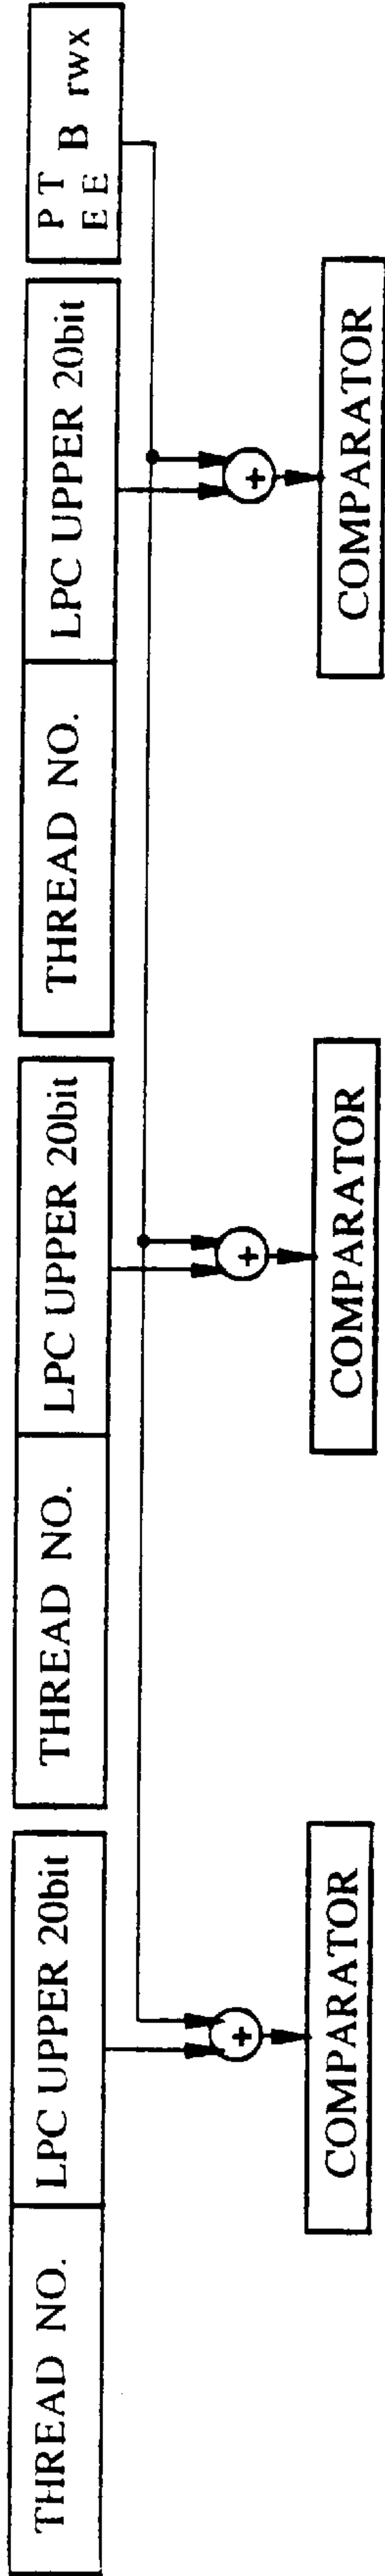 THREAD NO. LPC UPPER 20bit THREAD NO. LPC UPPER 20bit THREAD NO. LPC UPPER 20bit P T
E E B rwx
+ + +
COMPARATOR COMPARATOR COMPARATOR